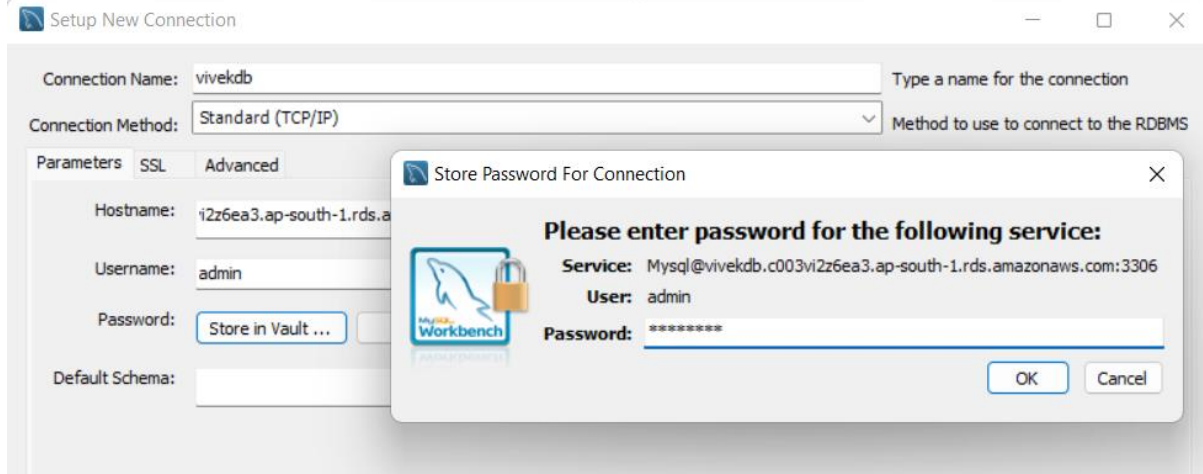 Setup New Connection
Connection Name: vivekdb Type a name for the connection
Connection Method: Standard (TCP/IP) Method to use to connect to the RDBMS
Parameters SSL Advanced
Hostname: vi2z6ea3.ap-south-1.rds.a
Username: admin
Password: Store in Vault ...
Default Schema:
Store Password For Connection
Please enter password for the following service:
Service: Mysql@vivekdb.c003vi2z6ea3.ap-south-1.rds.amazonaws.com:3306
User: admin
Password: ********
MySQL
Workbench
OK Cancel